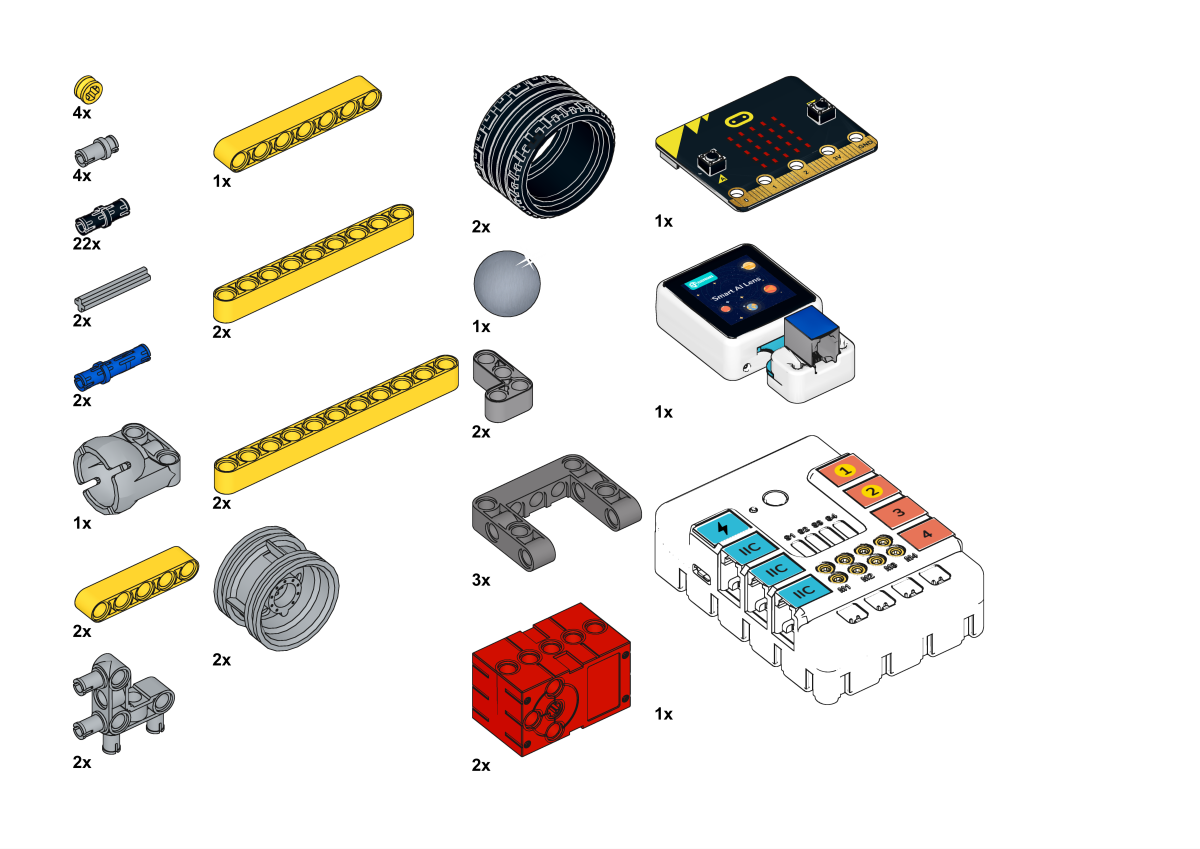 4x
4x
22x
2x
2x
1x
2x
2x
1x
2x
2x
2x
2x
1x
2x
3x
2x
0
1
2
3V
GND
1x
Smart AI Lens
1x
1
2
3
4
S1 S2 S3 S4
IIC
IIC
IIC
M1
M2
M3
M4
1x